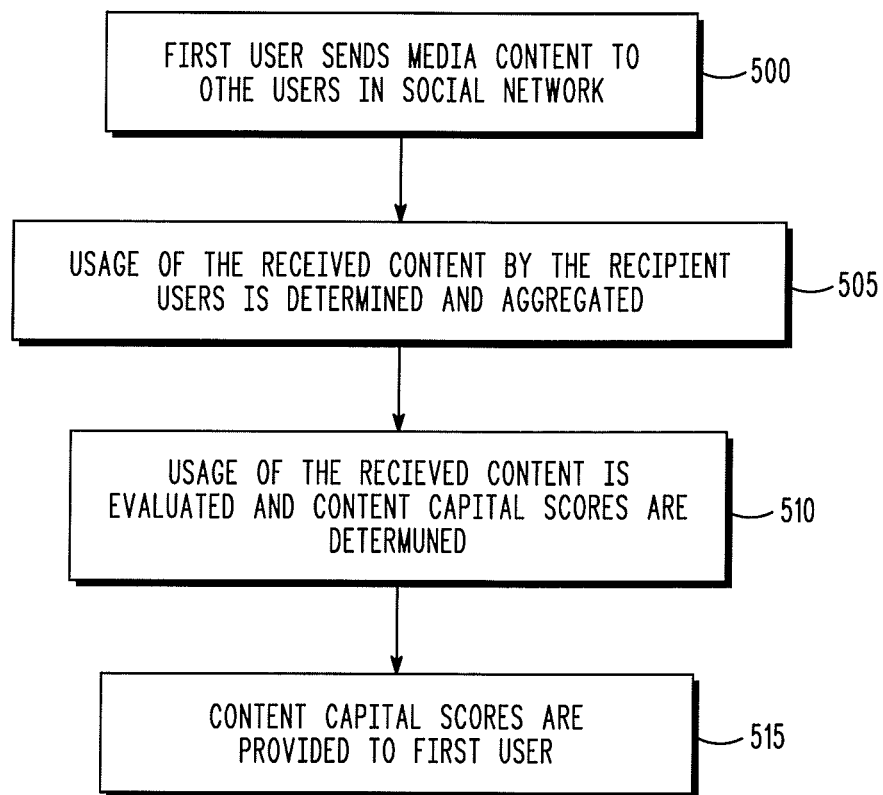 FIRST USER SENDS MEDIA CONTENT TO
OTHE USERS IN SOCIAL NETWORK
500
USAGE OF THE RECEIVED CONTENT BY THE RECIPIENT
USERS IS DETERMINED AND AGGREGATED
505
USAGE OF THE RECIEVED CONTENT IS
EVALUATED AND CONTENT CAPITAL SCORES ARE
DETERMUNED
510
CONTENT CAPITAL SCORES ARE
PROVIDED TO FIRST USER
515